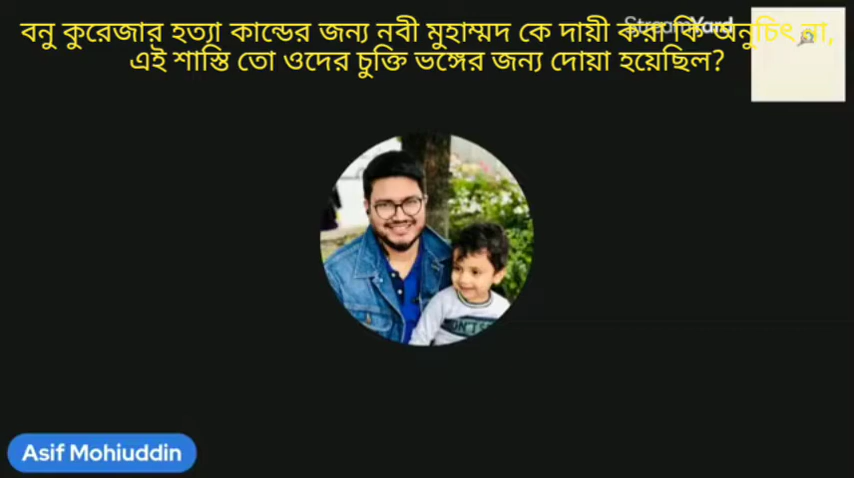 বনু কুরেজার হত্যা কান্ডের জন্য নবী মুহাম্মদ কে দায়ী করা কি অনুচিৎ না,
এই শাস্তি তো ওদের চুক্তি ভঙ্গের জন্য দোয়া হয়েছিল?
StreamYard
Asif Mohiuddin